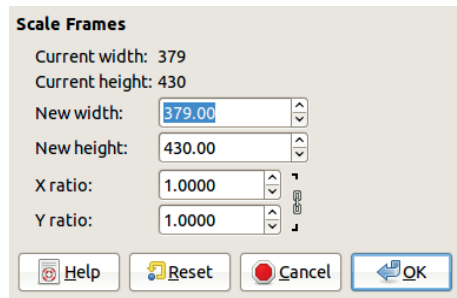 Scale Frames
Current width: 379
Current height: 430
New width: 379.00
New height: 430.00
X ratio: 1.0000
Y ratio: 1.0000
Help Reset Cancel OK